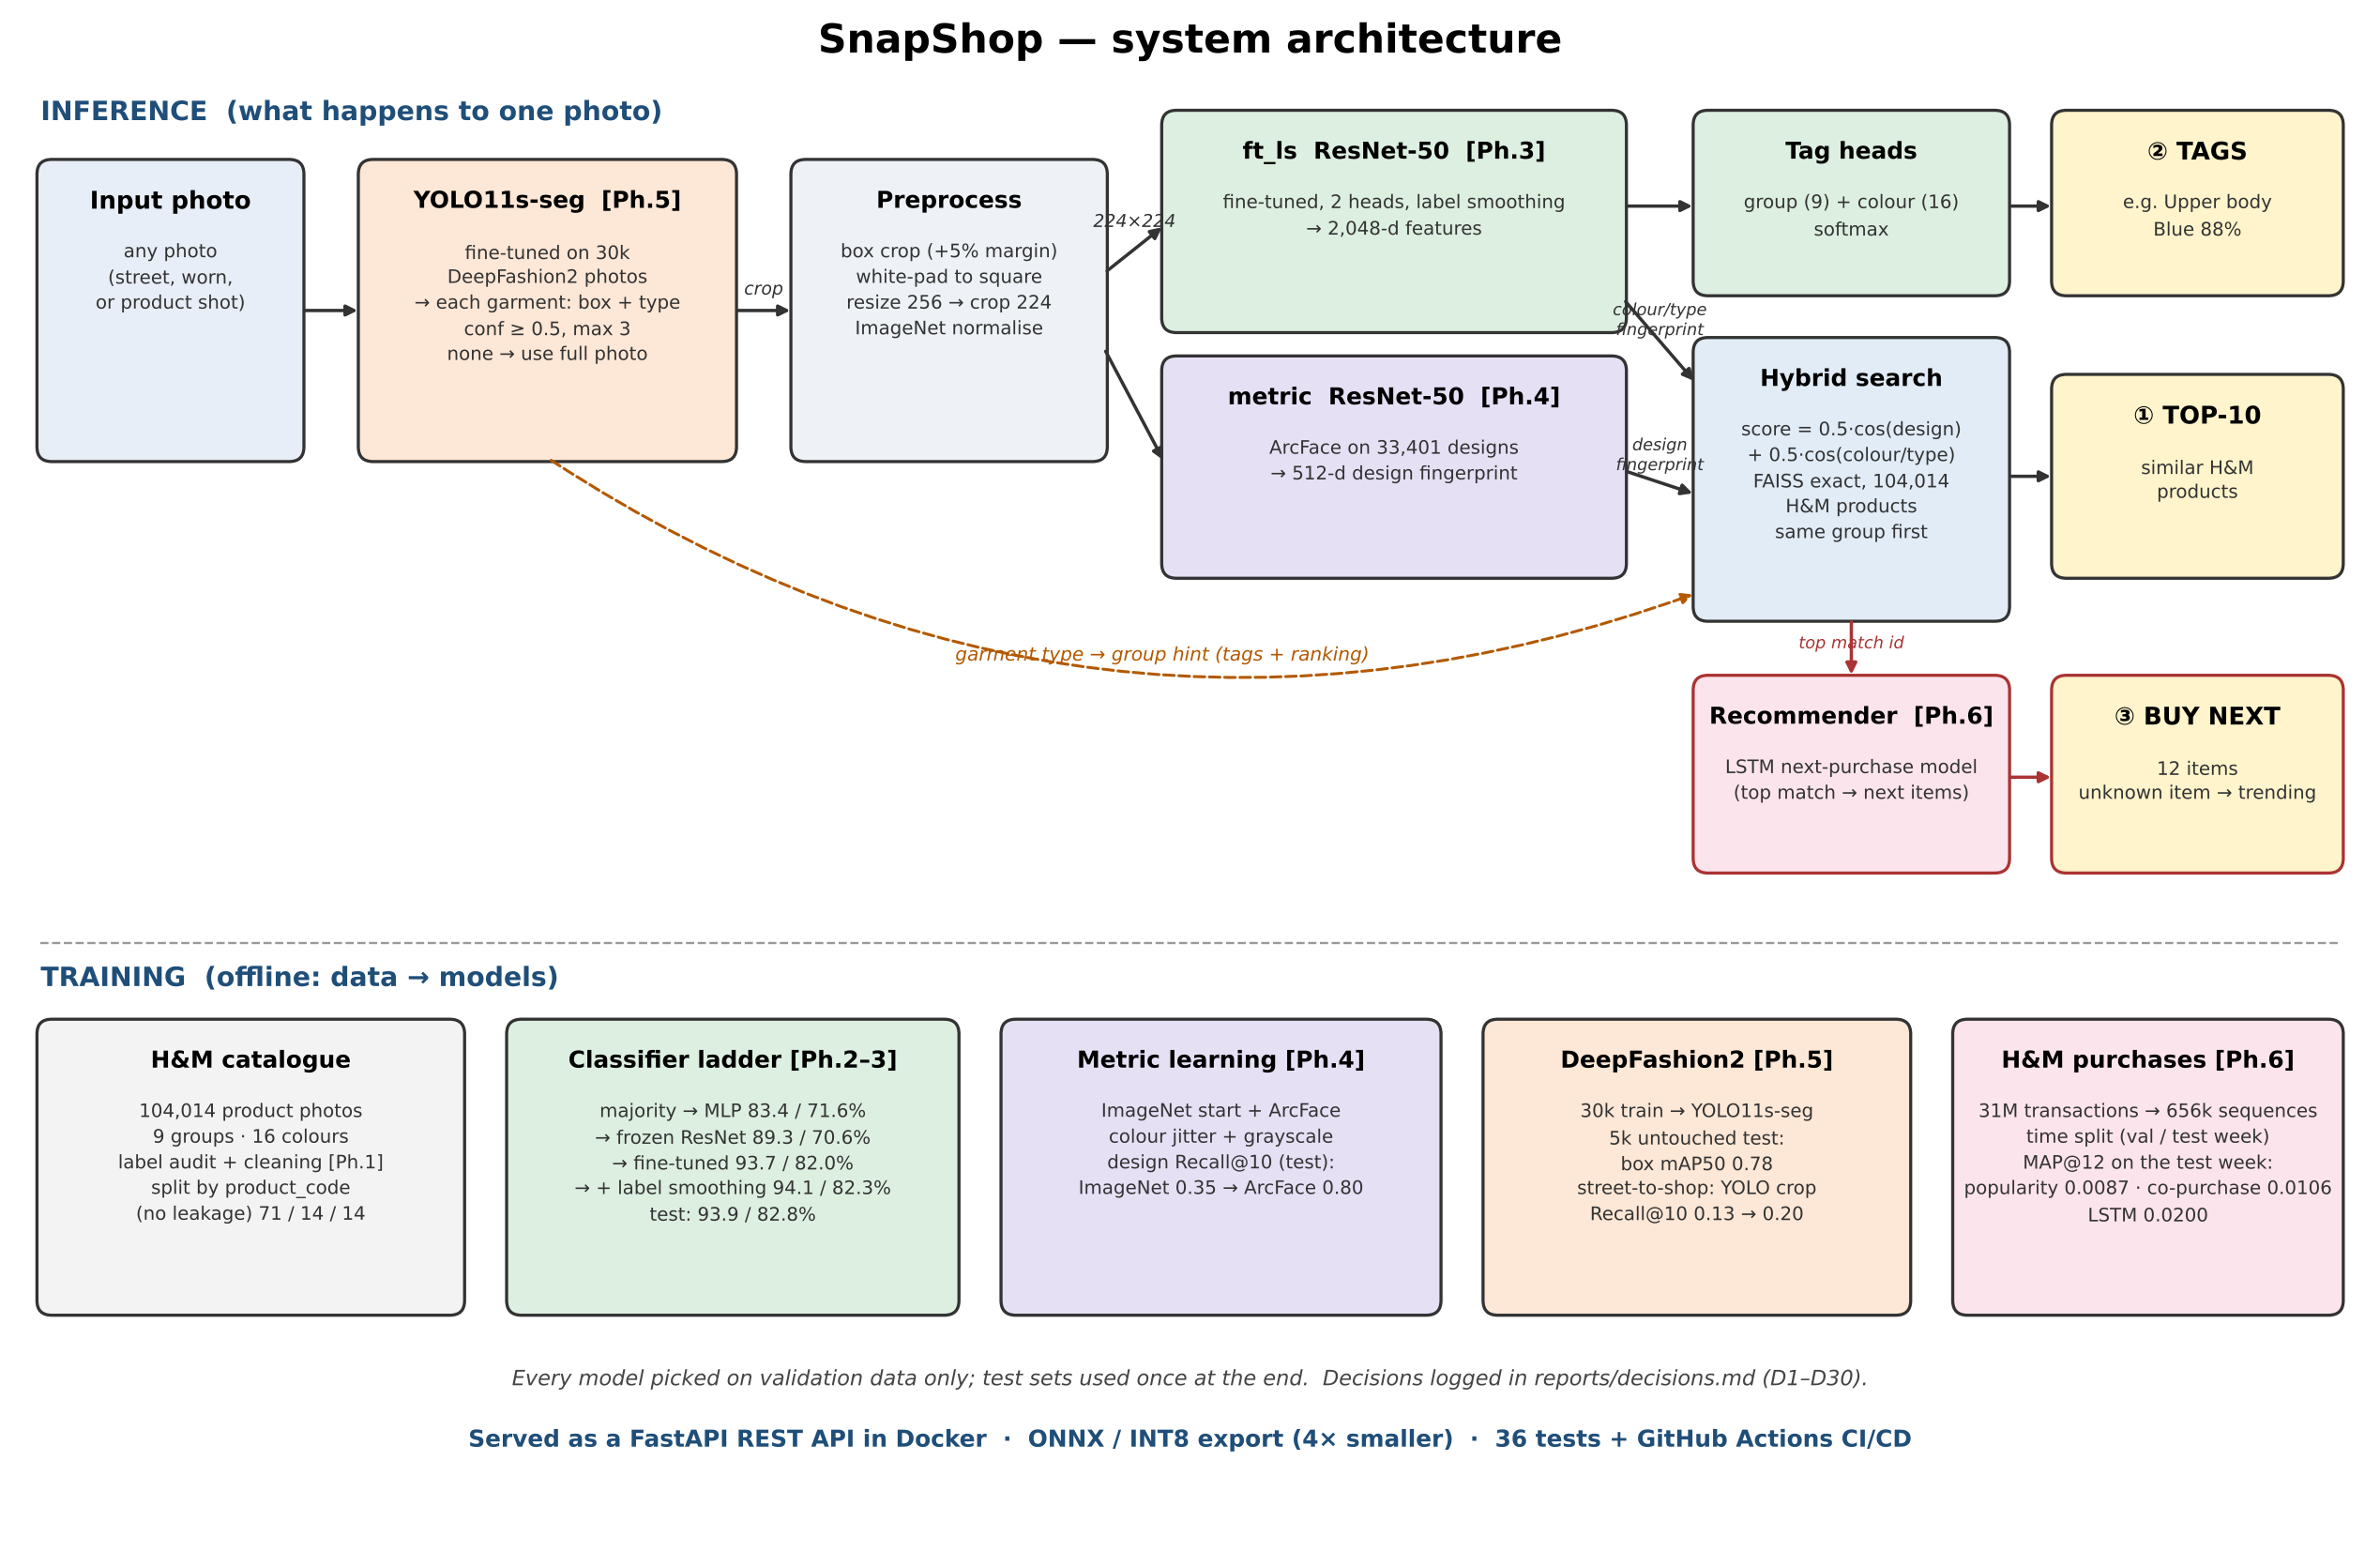 SnapShop — system architecture
INFERENCE  (what happens to one photo)
Input photo
any photo
(street, worn,
or product shot)
YOLO11s-seg  [Ph.5]
fine-tuned on 30k
DeepFashion2 photos
→ each garment: box + type
conf ≥ 0.5, max 3
none → use full photo
crop
Preprocess
box crop (+5% margin)
white-pad to square
resize 256 → crop 224
ImageNet normalise
224×224
ft_ls  ResNet-50  [Ph.3]
fine-tuned, 2 heads, label smoothing
→ 2,048-d features
Tag heads
group (9) + colour (16)
softmax
② TAGS
e.g. Upper body
Blue 88%
colour/type
fingerprint
metric  ResNet-50  [Ph.4]
ArcFace on 33,401 designs
→ 512-d design fingerprint
design
fingerprint
Hybrid search
score = 0.5·cos(design)
+ 0.5·cos(colour/type)
FAISS exact, 104,014
H&M products
same group first
① TOP-10
similar H&M
products
garment type → group hint (tags + ranking)
top match id
Recommender  [Ph.6]
LSTM next-purchase model
(top match → next items)
③ BUY NEXT
12 items
unknown item → trending
TRAINING  (offline: data → models)
H&M catalogue
104,014 product photos
9 groups · 16 colours
label audit + cleaning [Ph.1]
split by product_code
(no leakage) 71 / 14 / 14
Classifier ladder [Ph.2–3]
majority → MLP 83.4 / 71.6%
→ frozen ResNet 89.3 / 70.6%
→ fine-tuned 93.7 / 82.0%
→ + label smoothing 94.1 / 82.3%
test: 93.9 / 82.8%
Metric learning [Ph.4]
ImageNet start + ArcFace
colour jitter + grayscale
design Recall@10 (test):
ImageNet 0.35 → ArcFace 0.80
DeepFashion2 [Ph.5]
30k train → YOLO11s-seg
5k untouched test:
box mAP50 0.78
street-to-shop: YOLO crop
Recall@10 0.13 → 0.20
H&M purchases [Ph.6]
31M transactions → 656k sequences
time split (val / test week)
MAP@12 on the test week:
popularity 0.0087 · co-purchase 0.0106
LSTM 0.0200
Every model picked on validation data only; test sets used once at the end.  Decisions logged in reports/decisions.md (D1–D30).
Served as a FastAPI REST API in Docker  ·  ONNX / INT8 export (4× smaller)  ·  36 tests + GitHub Actions CI/CD